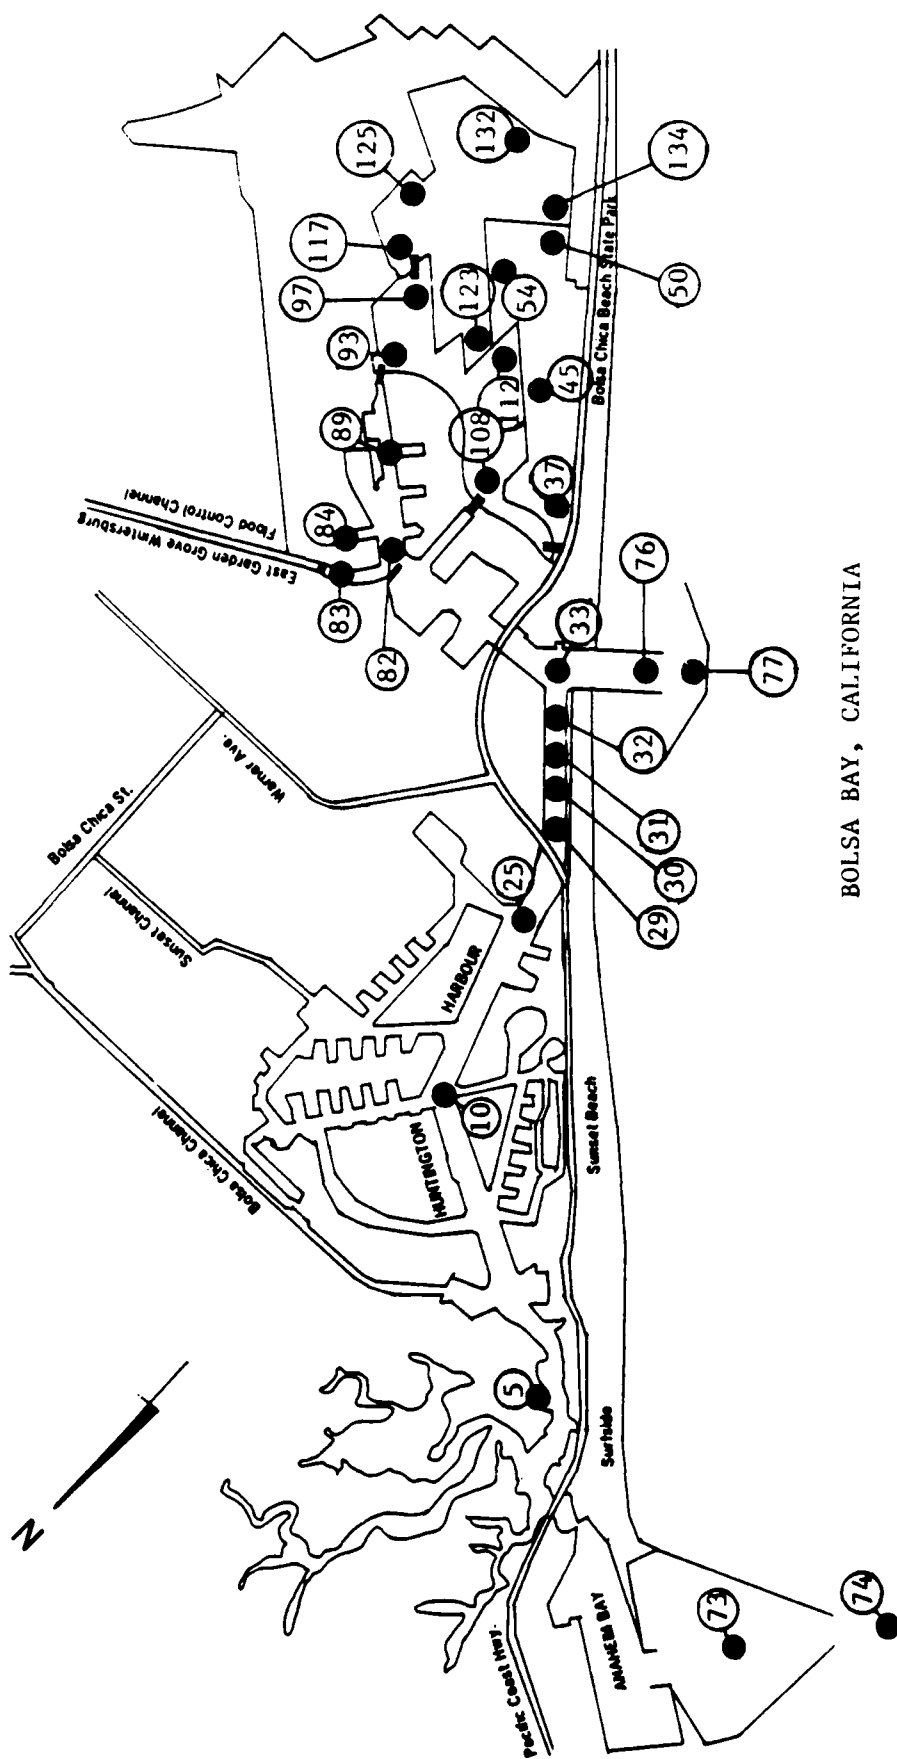 N
Pacific Coast Hwy.
ANAHEIM BAY
73
74
Surfside
5
Bolsa Chica Channel
Sunset Channel
Bolsa Chica St.
Warner Ave.
HUNTINGTON
HARBOUR
10
Sunset Beach
25
29
30
31
32
33
76
77
East Garden Grove Wintersburg
Flood Control Channel
83
84
82
89
93
97
117
125
108
112
123
54
132
37
45
50
134
Bolsa Chica Beach State Park
BOLSA BAY, CALIFORNIA